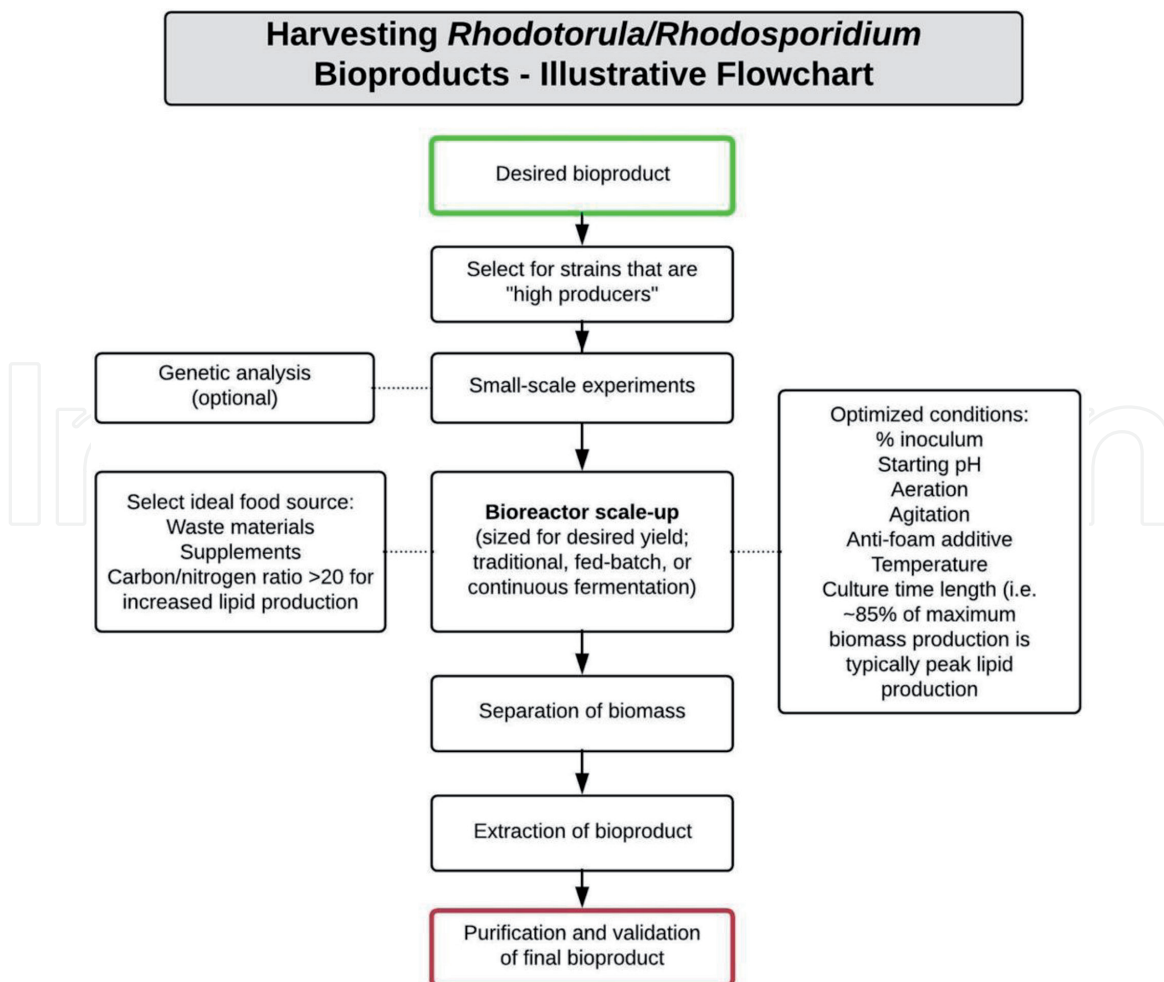 Harvesting Rhodotorula/Rhodosporidium
Bioproducts - Illustrative Flowchart
Desired bioproduct
Select for strains that are
"high producers"
Genetic analysis
(optional)
Small-scale experiments
Select ideal food source:
Waste materials
Supplements
Carbon/nitrogen ratio >20 for
increased lipid production
Bioreactor scale-up
(sized for desired yield;
traditional, fed-batch, or
continuous fermentation)
Optimized conditions:
% inoculum
Starting pH
Aeration
Agitation
Anti-foam additive
Temperature
Culture time length (i.e.
~85% of maximum
biomass production is
typically peak lipid
production
Separation of biomass
Extraction of bioproduct
Purification and validation
of final bioproduct